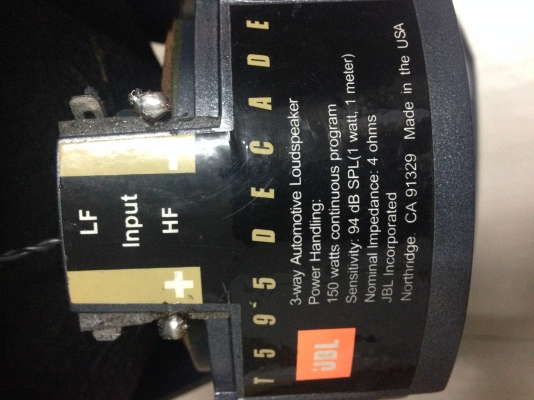 T595 DECADE
3-way Automotive Loudspeaker
Power Handling:
150 watts continuous program
Sensitivity: 94 dB SPL(1 watt, 1 meter)
Nominal Impedance: 4 ohms
JBL Incorporated
Northridge. CA 91329 Made in the USA
JBL
LF
Input
HF
+
-